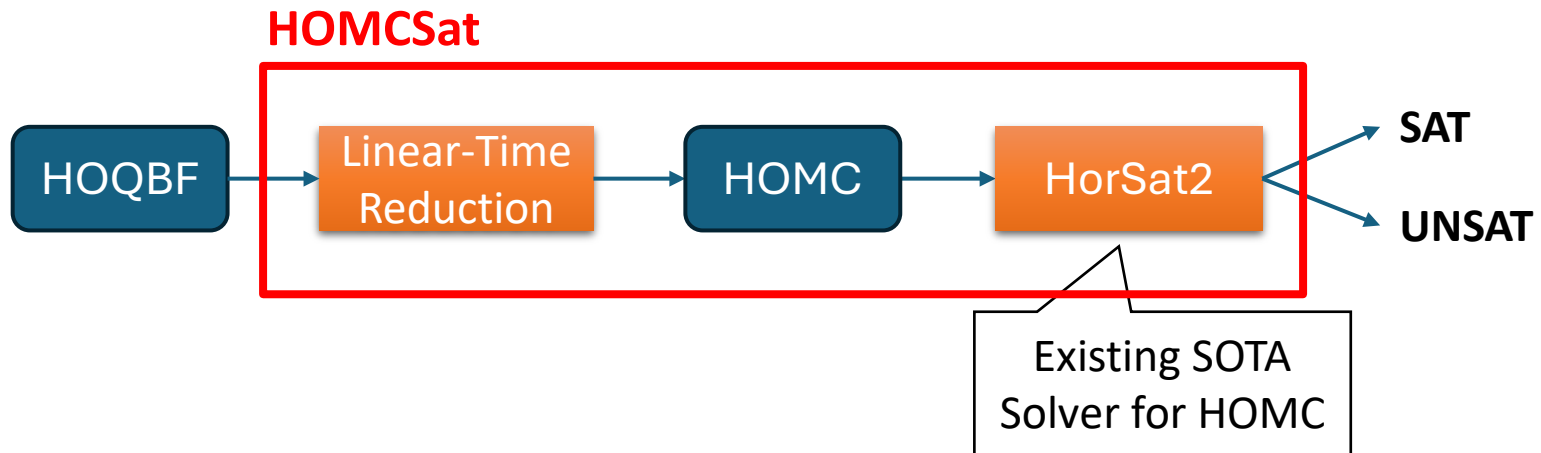 HOMCSat
HOQBF
Linear-Time
Reduction
HOMC
HorSat2
SAT
UNSAT
Existing SOTA
Solver for HOMC